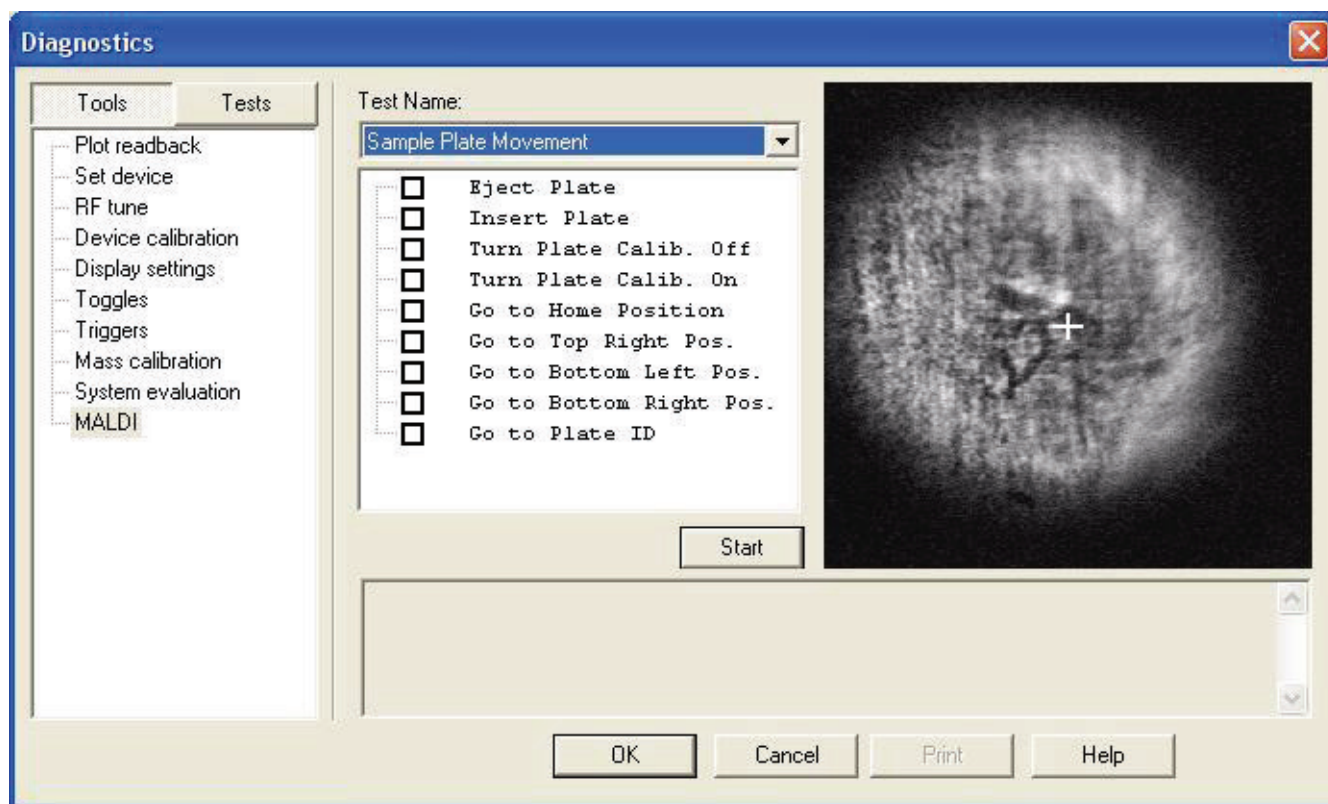 Diagnostics
Tools
Tests
Plot readback
Set device
RF tune
Device calibration
Display settings
Toggles
Triggers
Mass calibration
System evaluation
MALDI
Test Name:
Sample Plate Movement
Eject Plate
Insert Plate
Turn Plate Calib. Off
Turn Plate Calib. On
Go to Home Position
Go to Top Right Pos.
Go to Bottom Left Pos.
Go to Bottom Right Pos.
Go to Plate ID
Start
OK
Cancel
Print
Help